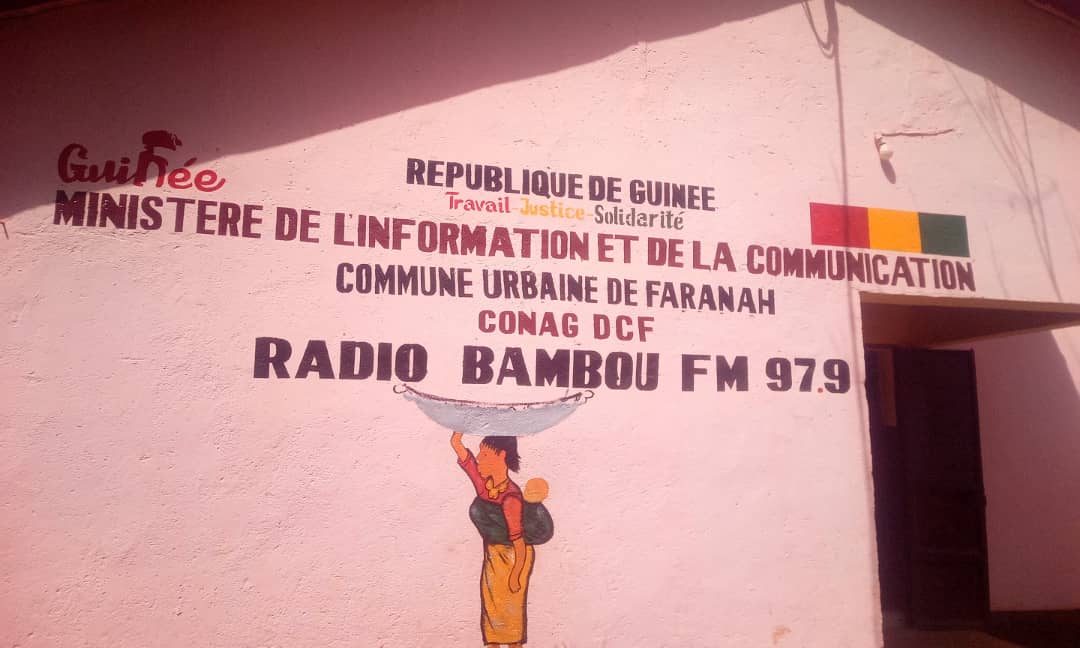 Guinée
REPUBLIQUE DE GUINEE
Travail-Justice-Solidarité
MINISTERE DE L'INFORMATION ET DE LA COMMUNICATION
COMMUNE URBAINE DE FARANAH
CONAG DCF
RADIO BAMBOU FM 97.9